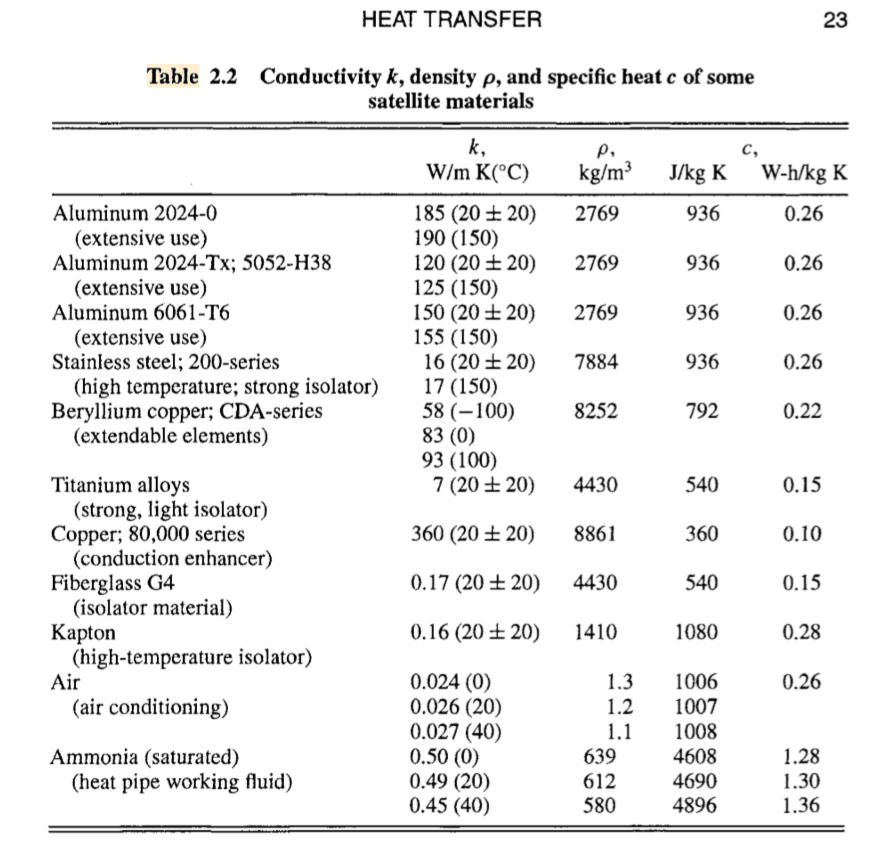 HEAT TRANSFER 23
Table 2.2 Conductivity k, density ρ, and specific heat c of some
satellite materials
k, ρ, c,
W/m K(°C) kg/m³ J/kg K W-h/kg K
Aluminum 2024-0 185 (20 ± 20) 2769 936 0.26
(extensive use) 190 (150)
Aluminum 2024-Tx; 5052-H38 120 (20 ± 20) 2769 936 0.26
(extensive use) 125 (150)
Aluminum 6061-T6 150 (20 ± 20) 2769 936 0.26
(extensive use) 155 (150)
Stainless steel; 200-series 16 (20 ± 20) 7884 936 0.26
(high temperature; strong isolator) 17 (150)
Beryllium copper; CDA-series 58 (−100) 8252 792 0.22
(extendable elements) 83 (0)
93 (100)
Titanium alloys 7 (20 ± 20) 4430 540 0.15
(strong, light isolator)
Copper; 80,000 series 360 (20 ± 20) 8861 360 0.10
(conduction enhancer)
Fiberglass G4 0.17 (20 ± 20) 4430 540 0.15
(isolator material)
Kapton 0.16 (20 ± 20) 1410 1080 0.28
(high-temperature isolator)
Air 0.024 (0) 1.3 1006 0.26
(air conditioning) 0.026 (20) 1.2 1007
0.027 (40) 1.1 1008
Ammonia (saturated) 0.50 (0) 639 4608 1.28
(heat pipe working fluid) 0.49 (20) 612 4690 1.30
0.45 (40) 580 4896 1.36